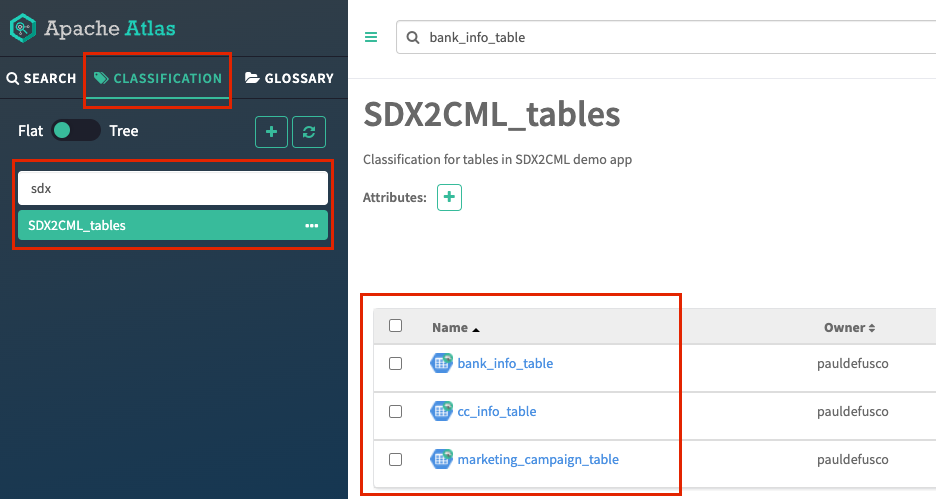 Apache Atlas
SEARCH
CLASSIFICATION
GLOSSARY
Flat
Tree
sdx
SDX2CML_tables
bank_info_table
SDX2CML_tables
Classification for tables in SDX2CML demo app
Attributes:
Name
Owner
bank_info_table
pauldefusco
cc_info_table
pauldefusco
marketing_campaign_table
pauldefusco